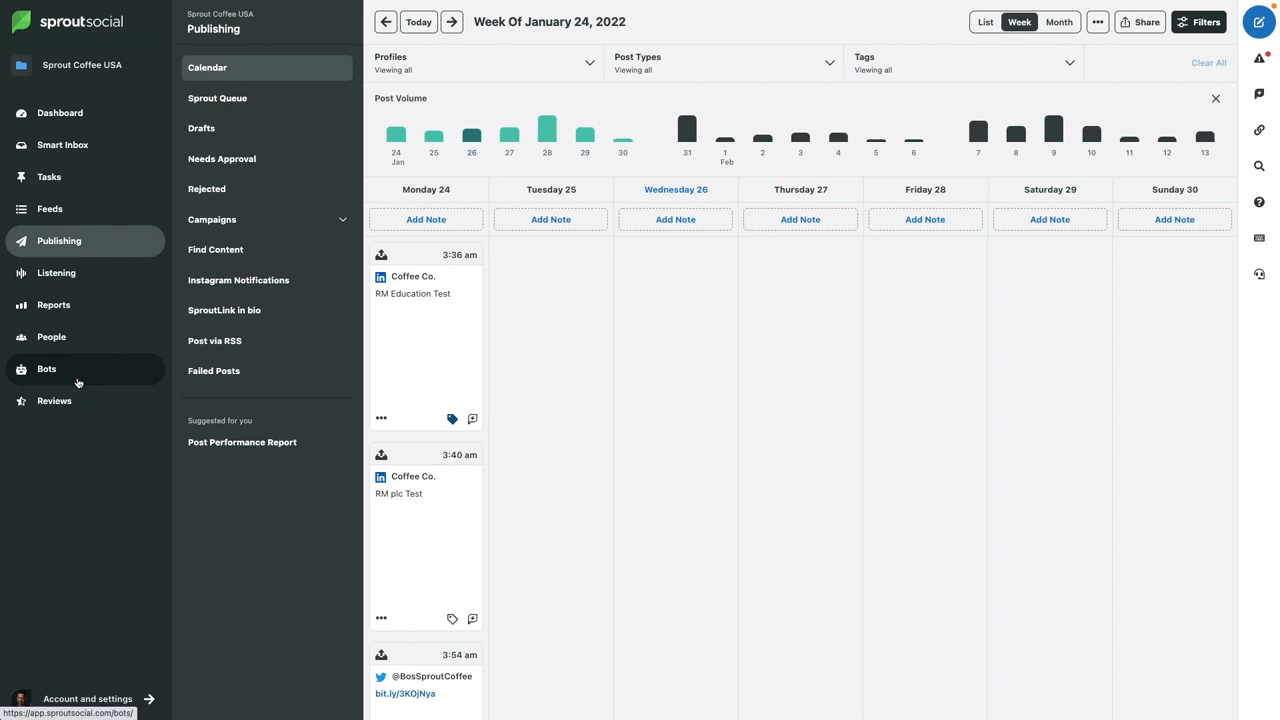 sproutsocial
Sprout Coffee USA
Dashboard
Smart Inbox
Tasks
Feeds
Publishing
Listening
Reports
People
Bots
Reviews
Account and settings
https://app.sproutsocial.com/bots/
Sprout Coffee USA
Publishing
Calendar
Sprout Queue
Drafts
Needs Approval
Rejected
Campaigns
Find Content
Instagram Notifications
SproutLink in bio
Post via RSS
Failed Posts
Suggested for you
Post Performance Report
Today Week Of January 24, 2022 List Week Month Share Filters
Profiles Post Types Tags
Viewing all Viewing all Viewing all Clear All
Post Volume
24 25 26 27 28 29 30 31 1 2 3 4 5 6 7 8 9 10 11 12 13
Jan Feb
Monday 24 Tuesday 25 Wednesday 26 Thursday 27 Friday 28 Saturday 29 Sunday 30
Add Note Add Note Add Note Add Note Add Note Add Note Add Note
3:36 am
in Coffee Co.
RM Education Test
3:40 am
in Coffee Co.
RM plc Test
3:54 am
@BosSproutCoffee
bit.ly/3KOjNya